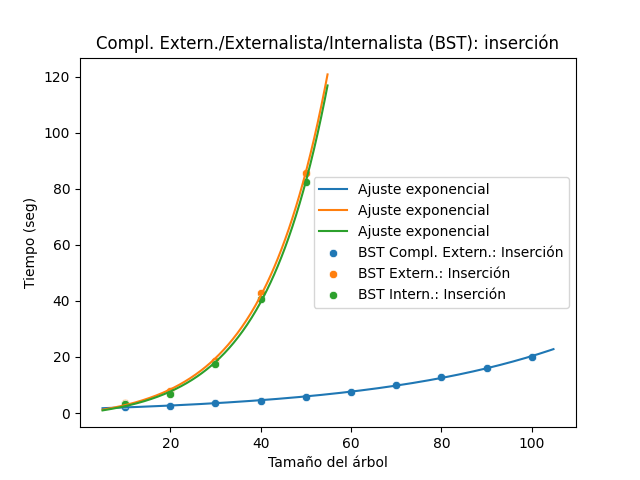 Compl. Extern./Externalista/Internalista (BST): inserción
Tiempo (seg)
120
100
80
60
40
20
0
Ajuste exponencial
Ajuste exponencial
Ajuste exponencial
BST Compl. Extern.: Inserción
BST Extern.: Inserción
BST Intern.: Inserción
20 40 60 80 100
Tamaño del árbol